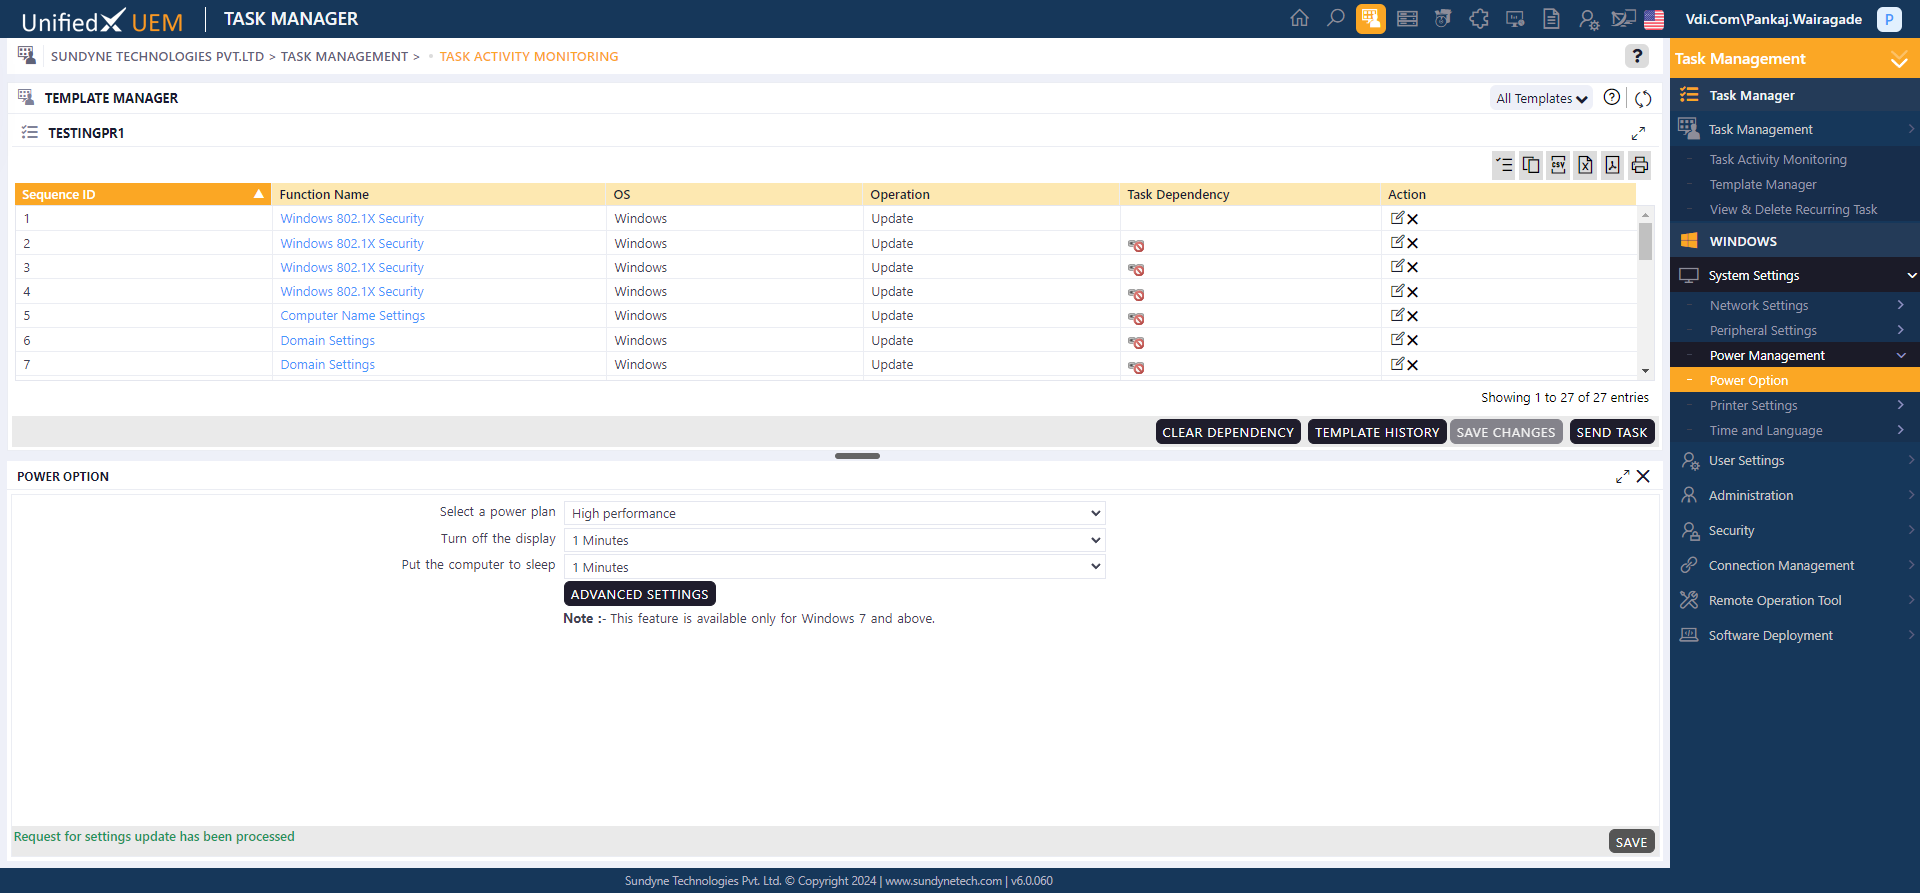 UnifiedX UEM | TASK MANAGER
Vdi.Com\Pankaj.Wairagade P
SUNDYNE TECHNOLOGIES PVT.LTD > TASK MANAGEMENT > • TASK ACTIVITY MONITORING ?
TEMPLATE MANAGER All Templates ?
TESTINGPR1
CSV
Sequence ID Function Name OS Operation Task Dependency Action
1 Windows 802.1X Security Windows Update
2 Windows 802.1X Security Windows Update
3 Windows 802.1X Security Windows Update
4 Windows 802.1X Security Windows Update
5 Computer Name Settings Windows Update
6 Domain Settings Windows Update
7 Domain Settings Windows Update
Showing 1 to 27 of 27 entries
CLEAR DEPENDENCY TEMPLATE HISTORY SAVE CHANGES SEND TASK
POWER OPTION
Select a power plan High performance
Turn off the display 1 Minutes
Put the computer to sleep 1 Minutes
ADVANCED SETTINGS
Note :- This feature is available only for Windows 7 and above.
Request for settings update has been processed SAVE
Task Management
Task Manager
Task Management
Task Activity Monitoring
Template Manager
View & Delete Recurring Task
WINDOWS
System Settings
Network Settings
Peripheral Settings
Power Management
Power Option
Printer Settings
Time and Language
User Settings
Administration
Security
Connection Management
Remote Operation Tool
Software Deployment
Sundyne Technologies Pvt. Ltd. © Copyright 2024 | www.sundynetech.com | v6.0.060